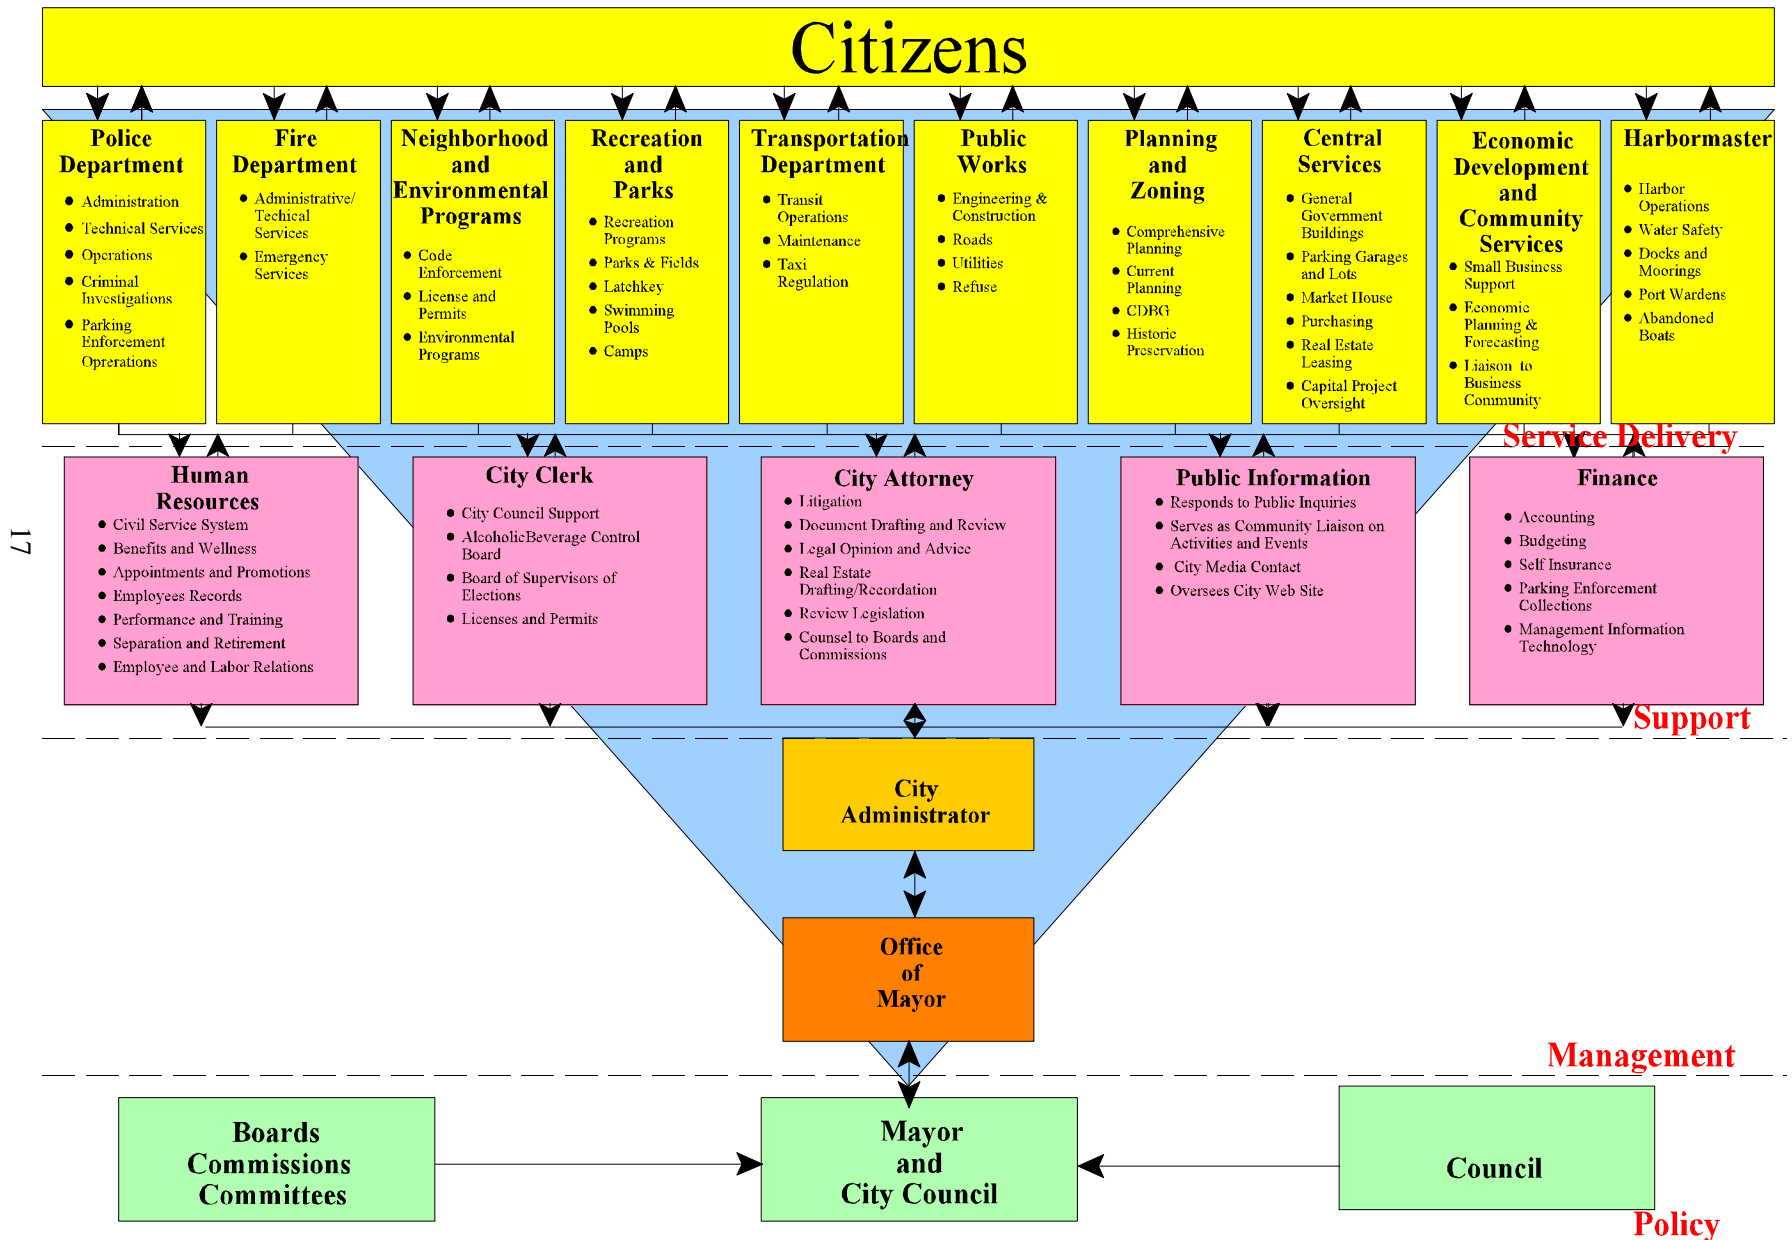 Citizens
Police
Department
Administration
Technical Services
Operations
Criminal
Investigations
Parking
Enforcement
Oprerations
Fire
Department
Administrative/
Techical
Services
Emergency
Services
Neighborhood
and
Environmental
Programs
Code
Enforcement
License and
Permits
Environmental
Programs
Recreation
and
Parks
Recreation
Programs
Parks & Fields
Latchkey
Swimming
Pools
Camps
Transportation
Department
Transit
Operations
Maintenance
Taxi
Regulation
Public
Works
Engineering &
Construction
Roads
Utilities
Refuse
Planning
and
Zoning
Comprehensive
Planning
Current
Planning
CDBG
Historic
Preservation
Central
Services
General
Government
Buildings
Parking Garages
and Lots
Market House
Purchasing
Real Estate
Leasing
Capital Project
Oversight
Economic
Development
and
Community
Services
Small Business
Support
Economic
Planning &
Forecasting
Liaison to
Business
Community
Harbormaster
Harbor
Operations
Water Safety
Docks and
Moorings
Port Wardens
Abandoned
Boats
Service Delivery
Human
Resources
Civil Service System
Benefits and Wellness
Appointments and Promotions
Employees Records
Performance and Training
Separation and Retirement
Employee and Labor Relations
City Clerk
City Council Support
AlcoholicBeverage Control
Board
Board of Supervisors of
Elections
Licenses and Permits
City Attorney
Litigation
Document Drafting and Review
Legal Opinion and Advice
Real Estate
Drafting/Recordation
Review Legislation
Counsel to Boards and
Commissions
Public Information
Responds to Public Inquiries
Serves as Community Liaison on
Activities and Events
City Media Contact
Oversees City Web Site
Finance
Accounting
Budgeting
Self Insurance
Parking Enforcement
Collections
Management Information
Technology
17
Support
City
Administrator
Office
of
Mayor
Management
Boards
Commissions
Committees
Mayor
and
City Council
Council
Policy